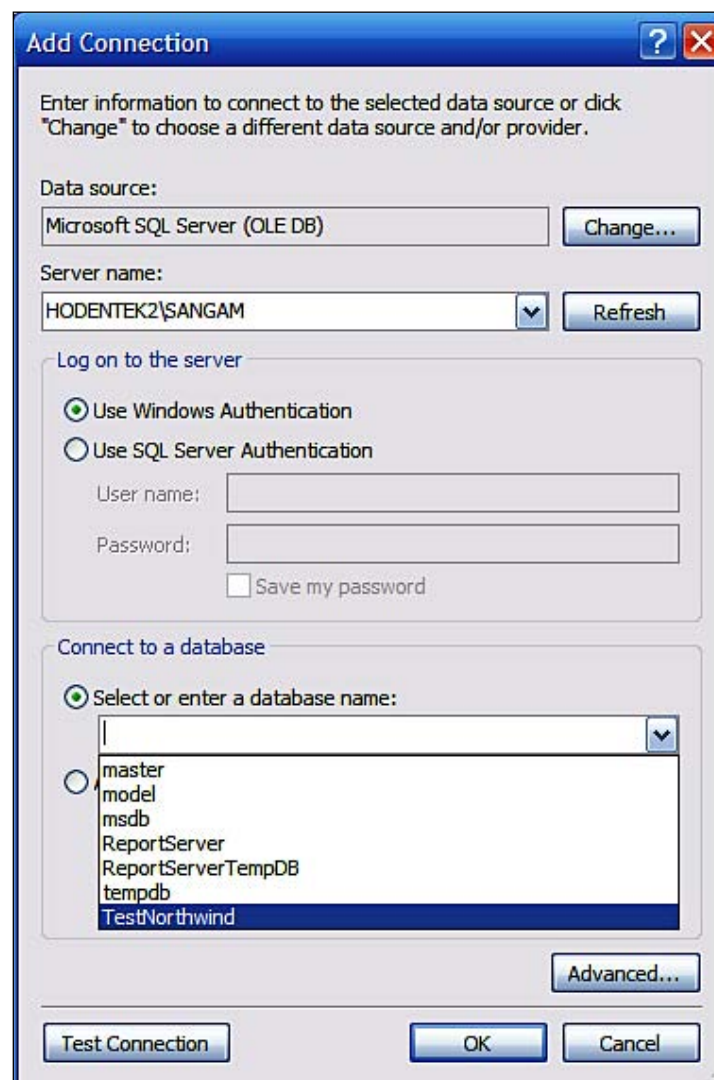 Add Connection
Enter information to connect to the selected data source or click
"Change" to choose a different data source and/or provider.
Data source:
Microsoft SQL Server (OLE DB)
Change...
Server name:
HODENTEK2\SANGAM
Refresh
Log on to the server
Use Windows Authentication
Use SQL Server Authentication
User name:
Password:
Save my password
Connect to a database
Select or enter a database name:
master
model
msdb
ReportServer
ReportServerTempDB
tempdb
TestNorthwind
Advanced...
Test Connection
OK
Cancel